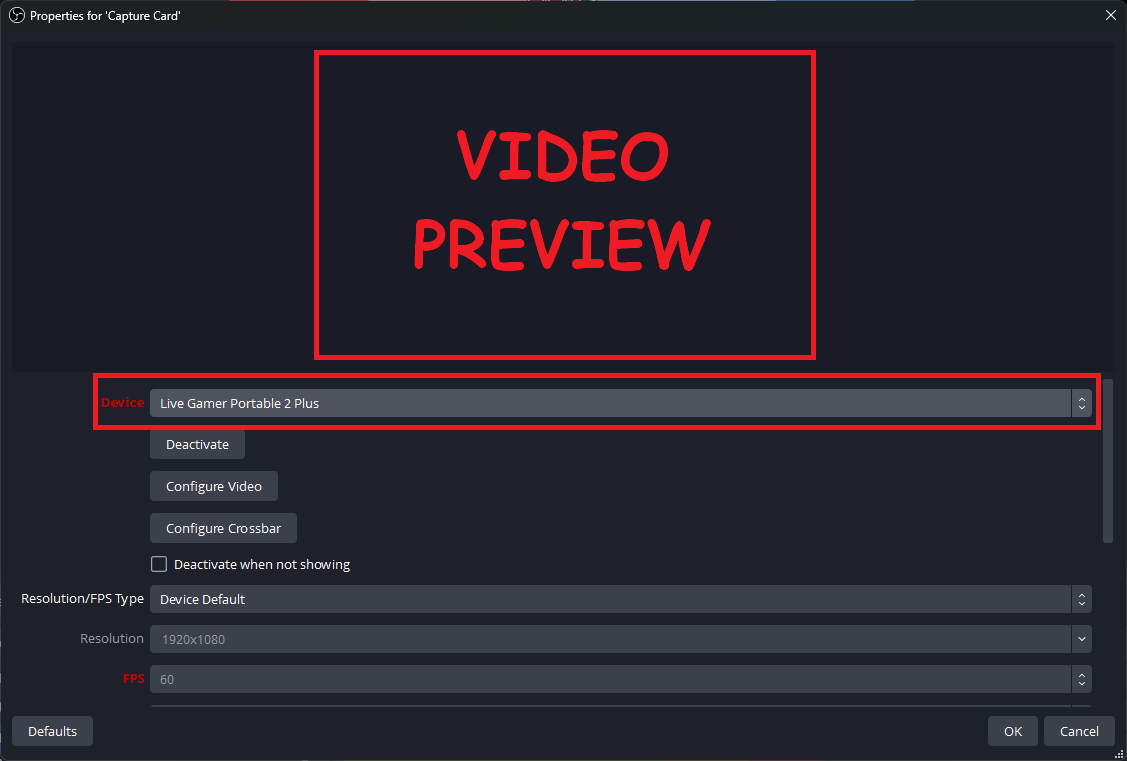 Properties for 'Capture Card'
VIDEO
PREVIEW
Device Live Gamer Portable 2 Plus
Deactivate
Configure Video
Configure Crossbar
Deactivate when not showing
Resolution/FPS Type Device Default
Resolution 1920x1080
FPS 60
Defaults OK Cancel